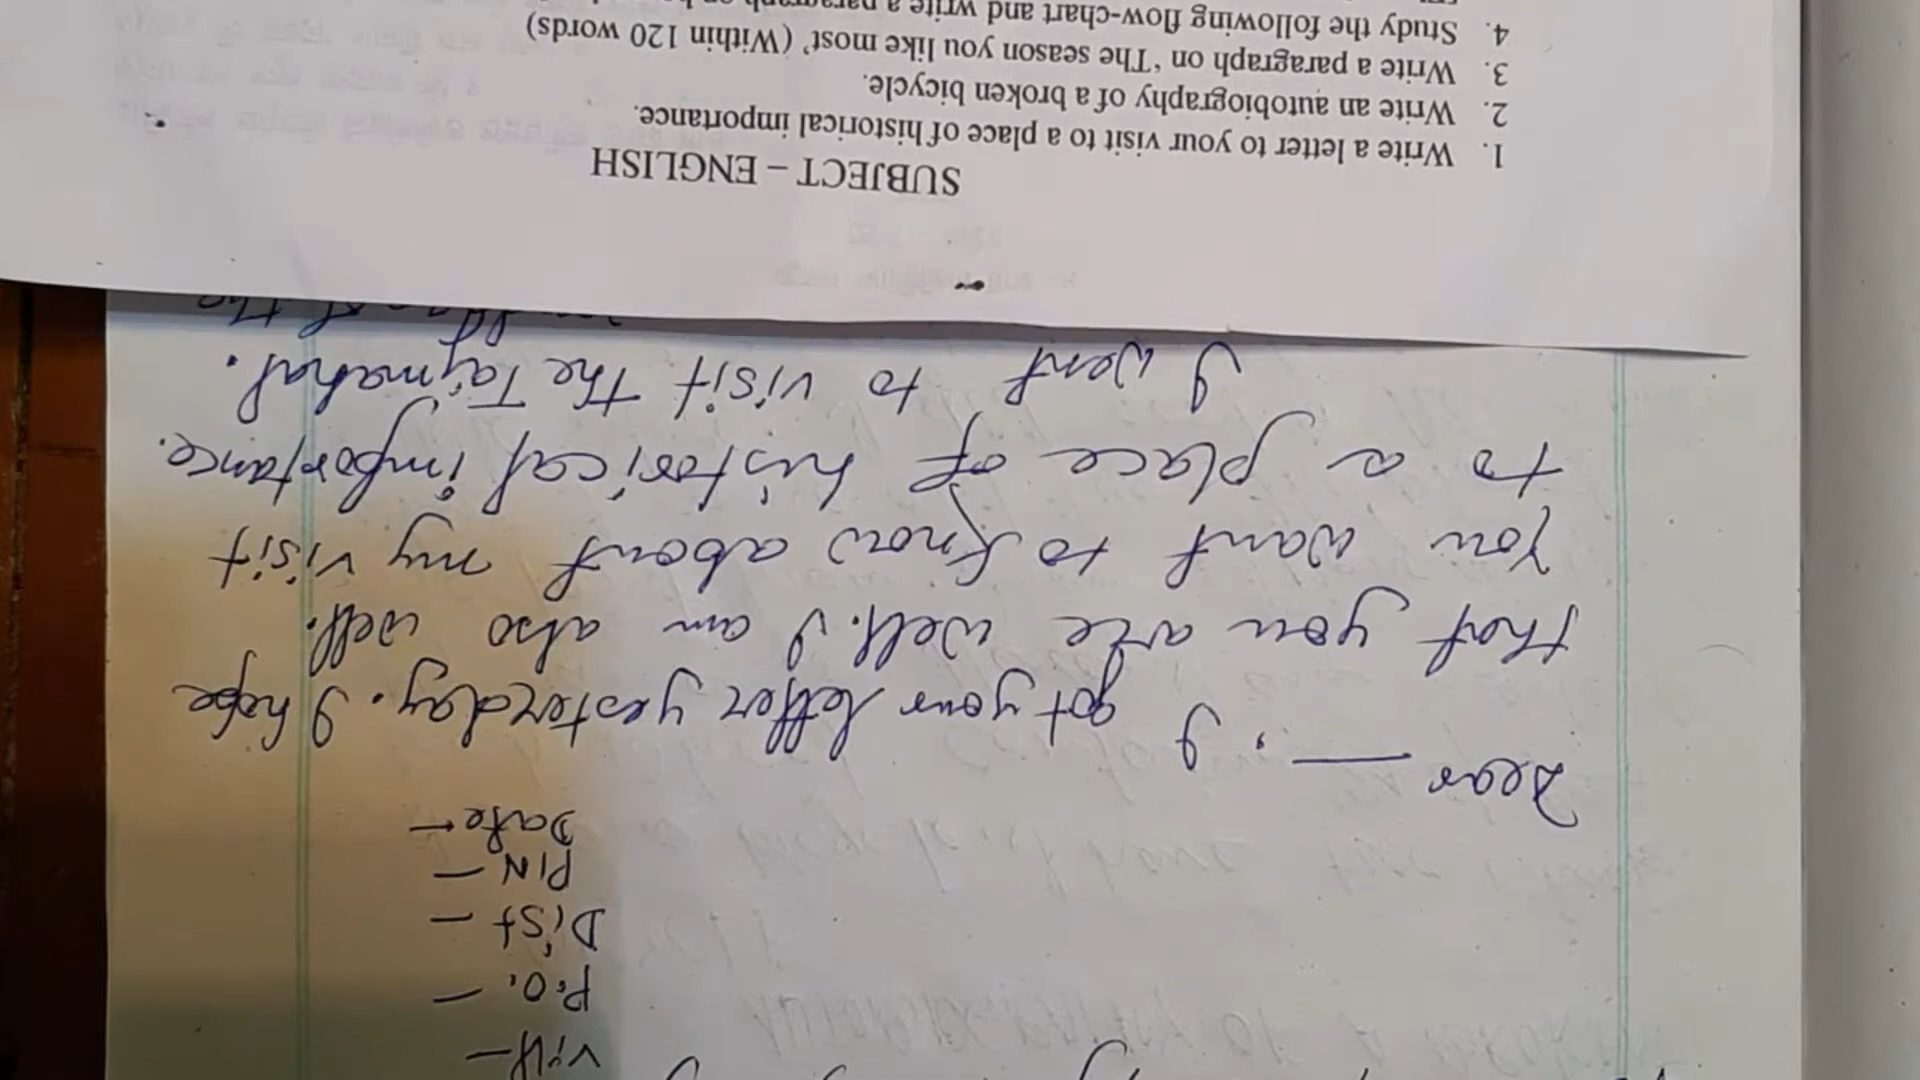 Vill-
P.O. -
Dist -
PIN -
Date -
Dear — , I got your letter yesterday. I hope
that you are well. I am also well.
You want to know about my visit
to a place of historical importance.
I went to visit the Tajmahal.
the
SUBJECT – ENGLISH
1. Write a letter to your visit to a place of historical importance.
2. Write an autobiography of a broken bicycle.
3. Write a paragraph on 'The season you like most' (Within 120 words)
4. Study the following flow-chart and write a paragraph on